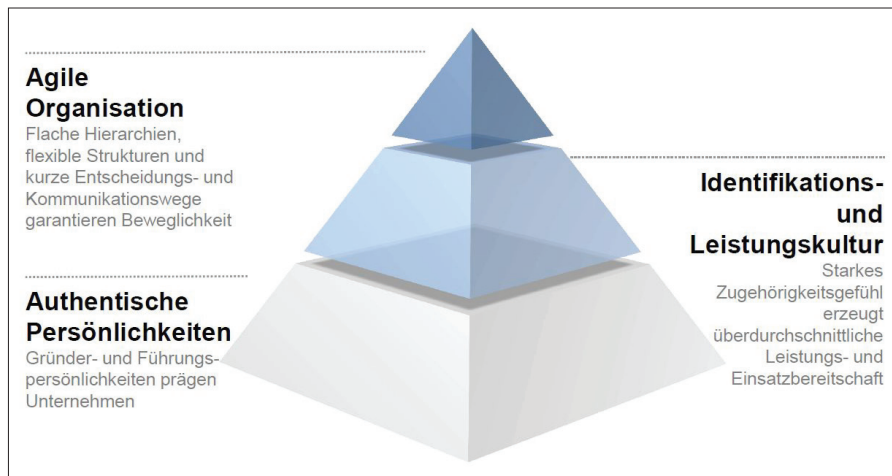 Agile
Organisation
Flache Hierarchien,
flexible Strukturen und
kurze Entscheidungs- und
Kommunikationswege
garantieren Beweglichkeit
Identifikations-
und
Leistungskultur
Starkes
Zugehörigkeitsgefühl
erzeugt
überdurchschnittliche
Leistungs- und
Einsatzbereitschaft
Authentische
Persönlichkeiten
Gründer- und Führungs-
persönlichkeiten prägen
Unternehmen